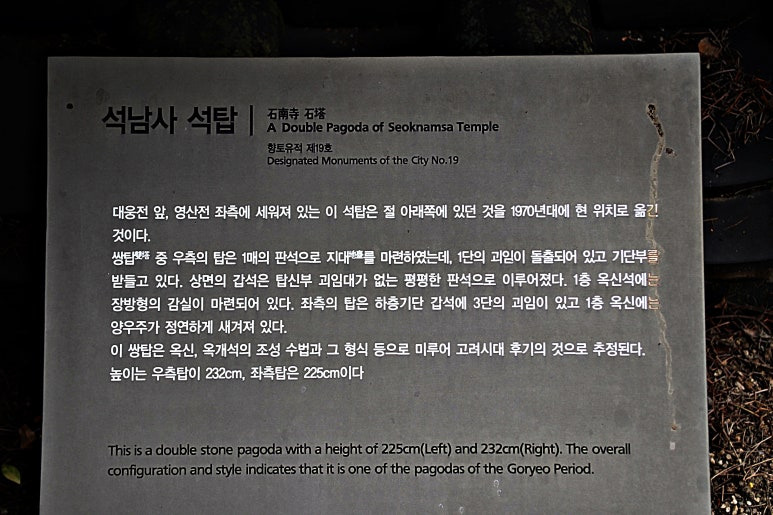 석남사 석탑
石南寺 石塔
A Double Pagoda of Seoknamsa Temple
향토유적 제19호
Designated Monuments of the City No.19
대웅전 앞, 영산전 좌측에 세워져 있는 이 석탑은 절 아래쪽에 있던 것을 1970년대에 현 위치로 옮긴
것이다.
쌍탑雙塔 중 우측의 탑은 1매의 판석으로 지대地臺를 마련하였는데, 1단의 괴임이 돌출되어 있고 기단부를
받들고 있다. 상면의 갑석은 탑신부 괴임대가 없는 평평한 판석으로 이루어졌다. 1층 옥신석에는
장방형의 감실이 마련되어 있다. 좌측의 탑은 하층기단 갑석에 3단의 괴임이 있고 1층 옥신에는
양우주가 정연하게 새겨져 있다.
이 쌍탑은 옥신, 옥개석의 조성 수법과 그 형식 등으로 미루어 고려시대 후기의 것으로 추정된다.
높이는 우측탑이 232cm, 좌측탑은 225cm이다
This is a double stone pagoda with a height of 225cm(Left) and 232cm(Right). The overall
configuration and style indicates that it is one of the pagodas of the Goryeo Period.